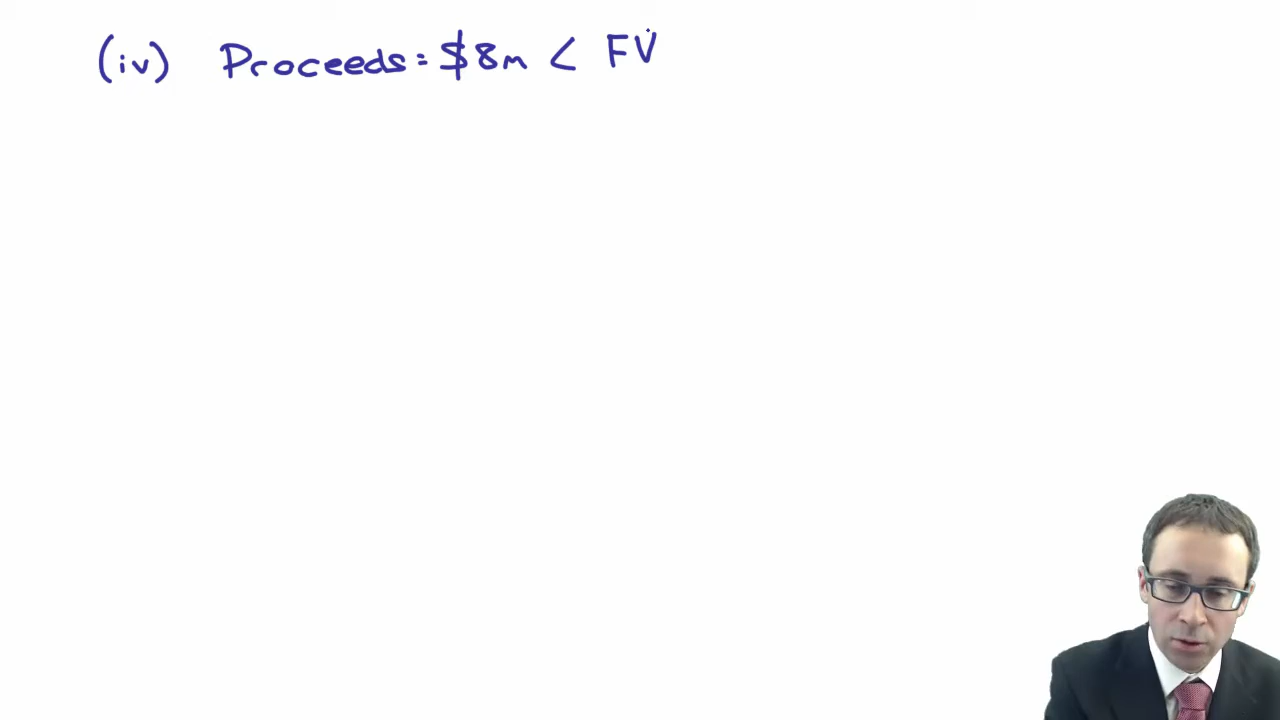 (iv) Proceeds = $8m < FV